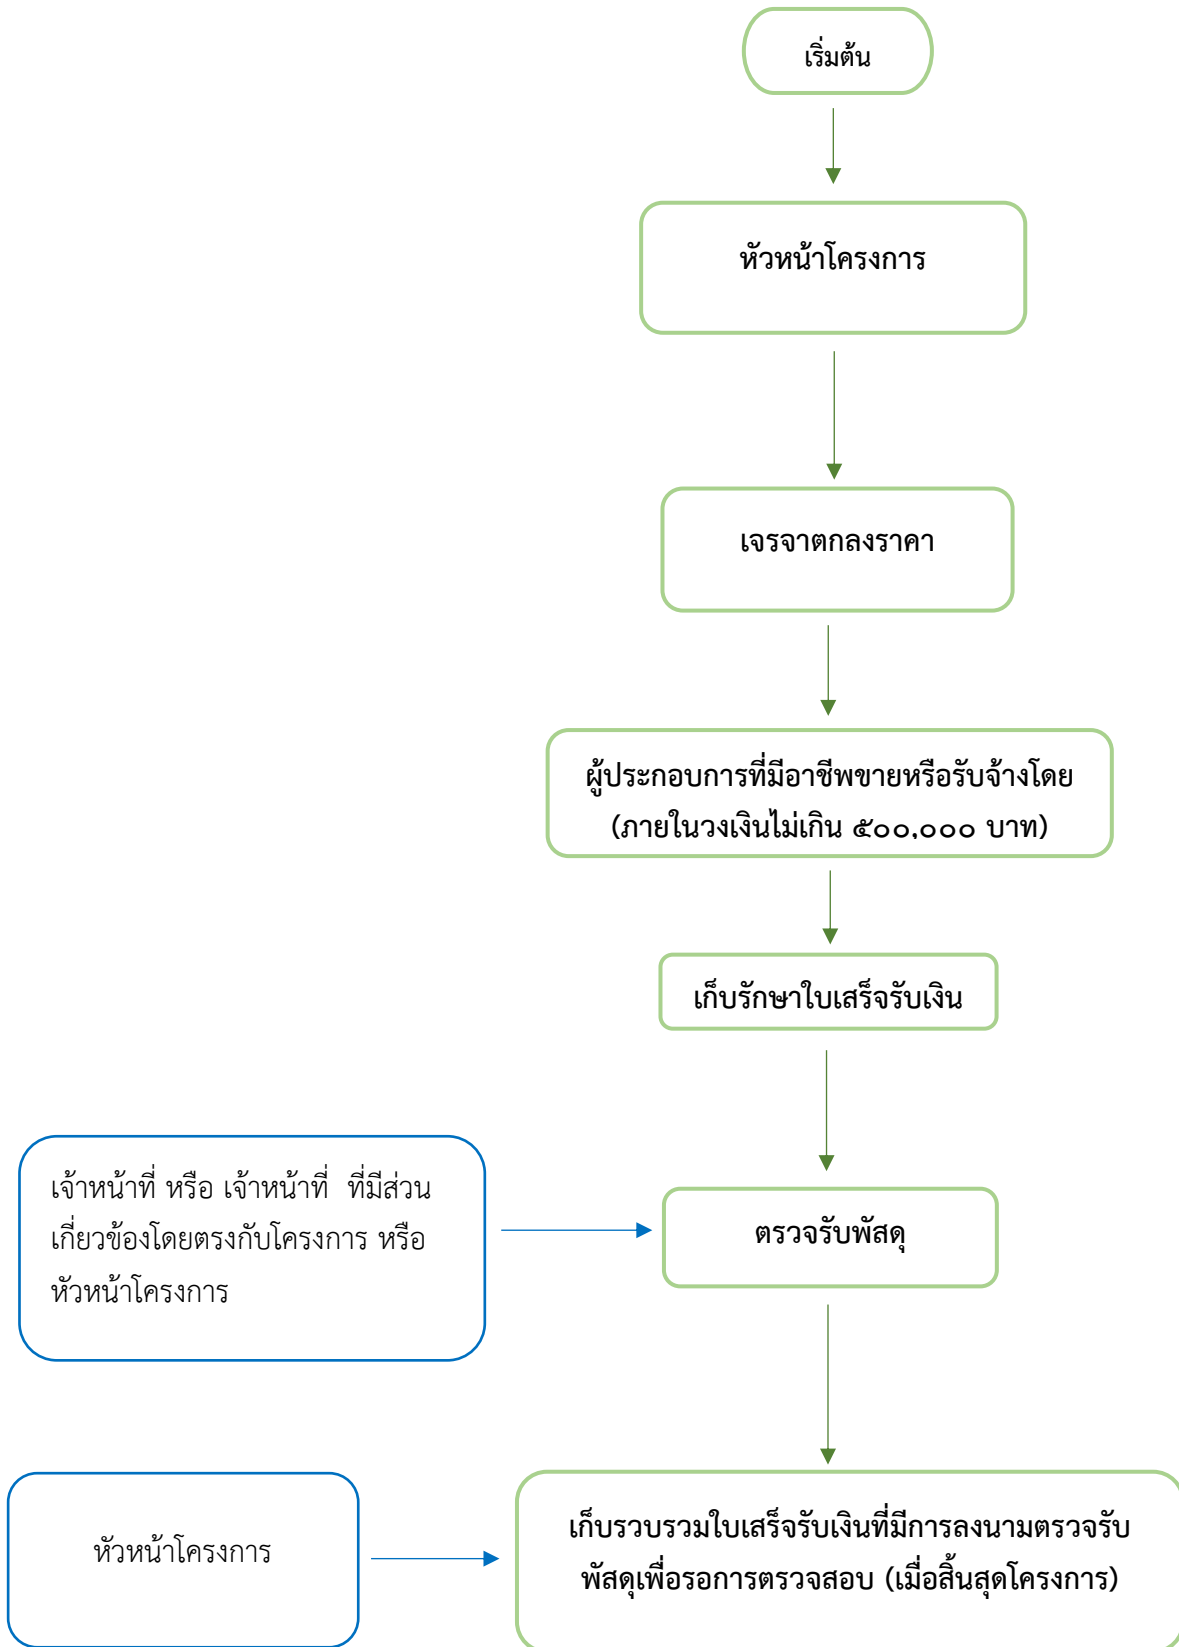 เริ่มต้น
หัวหน้าโครงการ
เจรจาตกลงราคา
ผู้ประกอบการที่มีอาชีพขายหรือรับจ้างโดย
(ภายในวงเงินไม่เกิน ๕๐๐,๐๐๐ บาท)
เก็บรักษาใบเสร็จรับเงิน
เจ้าหน้าที่ หรือ เจ้าหน้าที่  ที่มีส่วน
เกี่ยวข้องโดยตรงกับโครงการ หรือ
หัวหน้าโครงการ
ตรวจรับพัสดุ
หัวหน้าโครงการ
เก็บรวบรวมใบเสร็จรับเงินที่มีการลงนามตรวจรับ
พัสดุเพื่อรอการตรวจสอบ (เมื่อสิ้นสุดโครงการ)